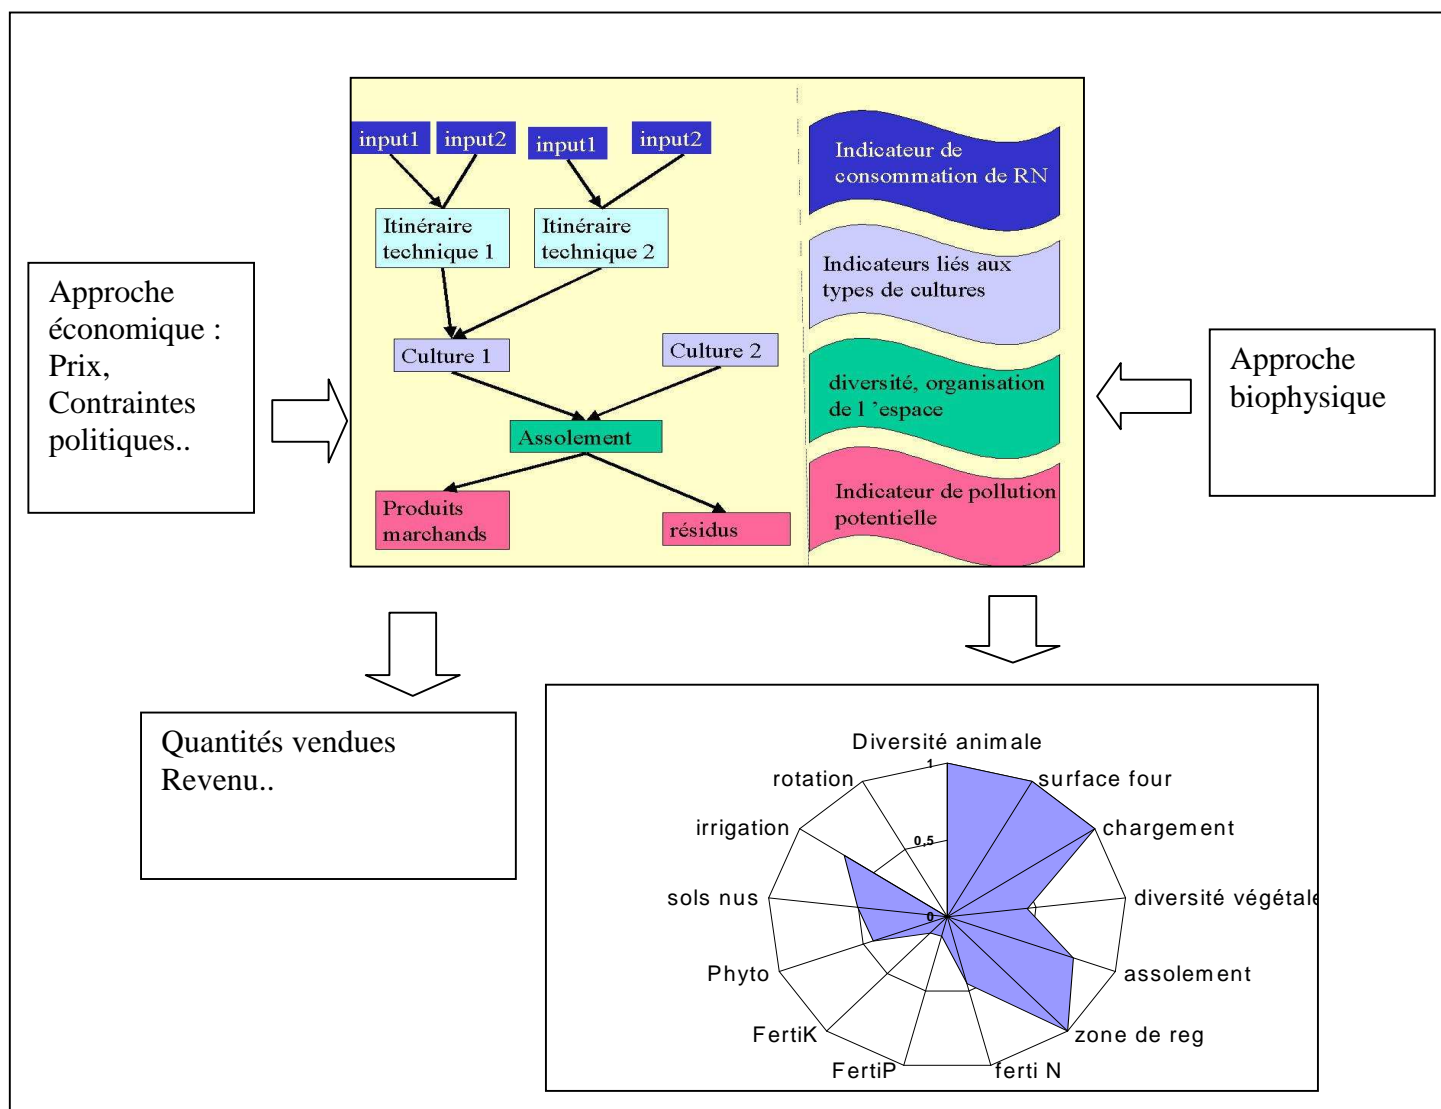 input1
input2
input1
input2
Itinéraire
technique 1
Itinéraire
technique 2
Culture 1
Culture 2
Assolement
Produits
marchands
résidus
Indicateur de
consommation de RN
Indicateurs liés aux
types de cultures
diversité, organisation
de l ’espace
Indicateur de pollution
potentielle
Approche
économique :
Prix,
Contraintes
politiques..
Approche
biophysique
Quantités vendues
Revenu..
Diversité animale
surface four
chargement
diversité végétale
assolement
zone de reg
ferti N
FertiP
FertiK
Phyto
sols nus
irrigation
rotation
1
0,5
0